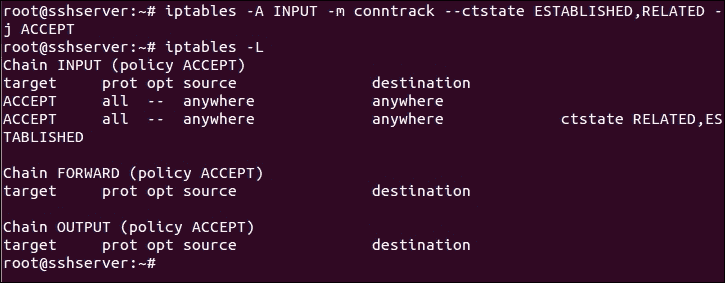 root@sshserver:~# iptables -A INPUT -m conntrack --ctstate ESTABLISHED,RELATED -
j ACCEPT
root@sshserver:~# iptables -L
Chain INPUT (policy ACCEPT)
target     prot opt source               destination
ACCEPT     all  --  anywhere             anywhere
ACCEPT     all  --  anywhere             anywhere             ctstate RELATED,ES
TABLISHED

Chain FORWARD (policy ACCEPT)
target     prot opt source               destination

Chain OUTPUT (policy ACCEPT)
target     prot opt source               destination
root@sshserver:~#